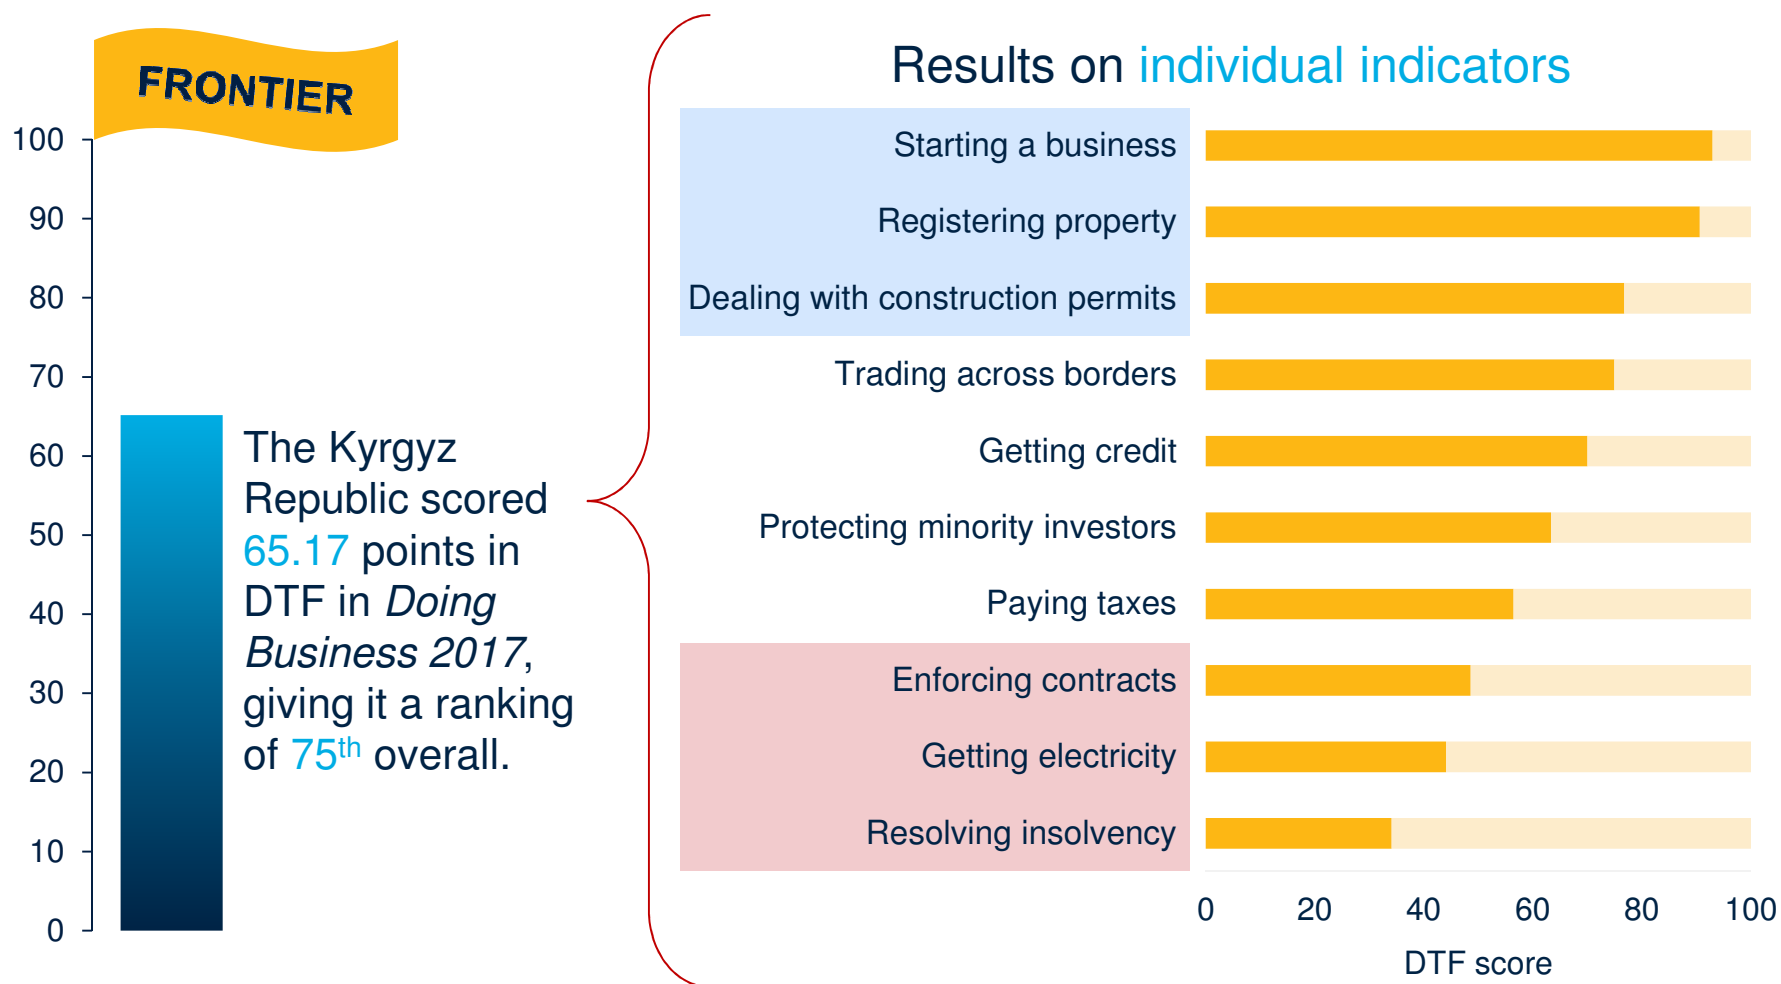 FRONTIER
100
90
80
70
60
50
40
30
20
10
0
The Kyrgyz
Republic scored
65.17 points in
DTF in Doing
Business 2017,
giving it a ranking
of 75th overall.
Results on individual indicators
Starting a business
Registering property
Dealing with construction permits
Trading across borders
Getting credit
Protecting minority investors
Paying taxes
Enforcing contracts
Getting electricity
Resolving insolvency
0 20 40 60 80 100
DTF score